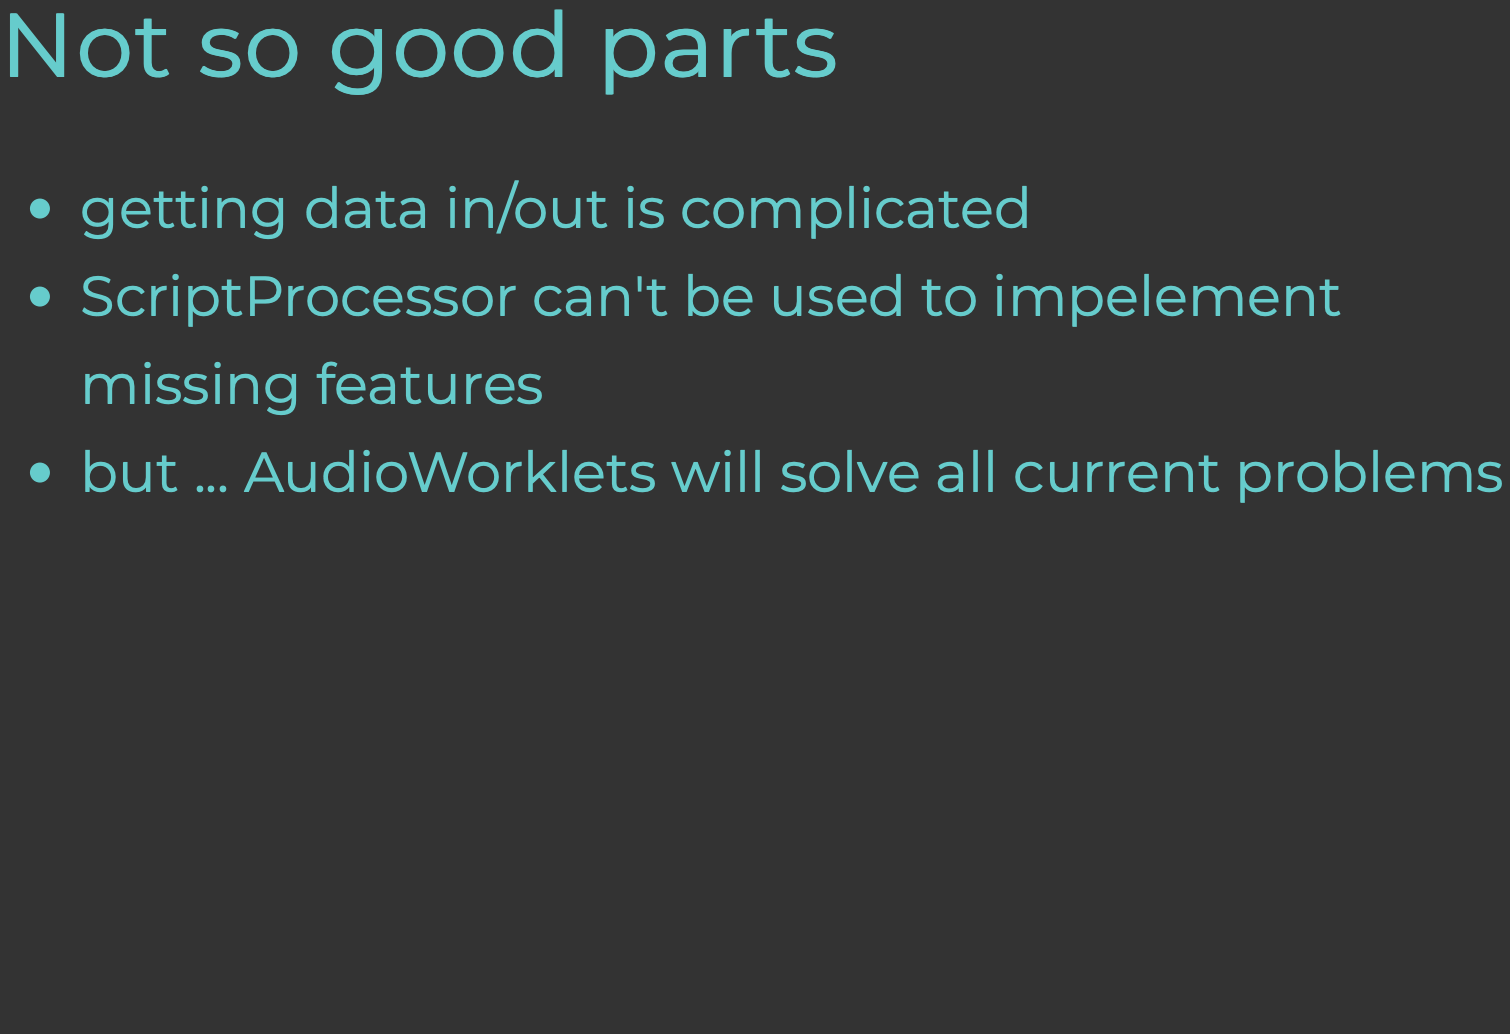 Not so good parts
getting data in/out is complicated
ScriptProcessor can't be used to impelement
missing features
but ... AudioWorklets will solve all current problems